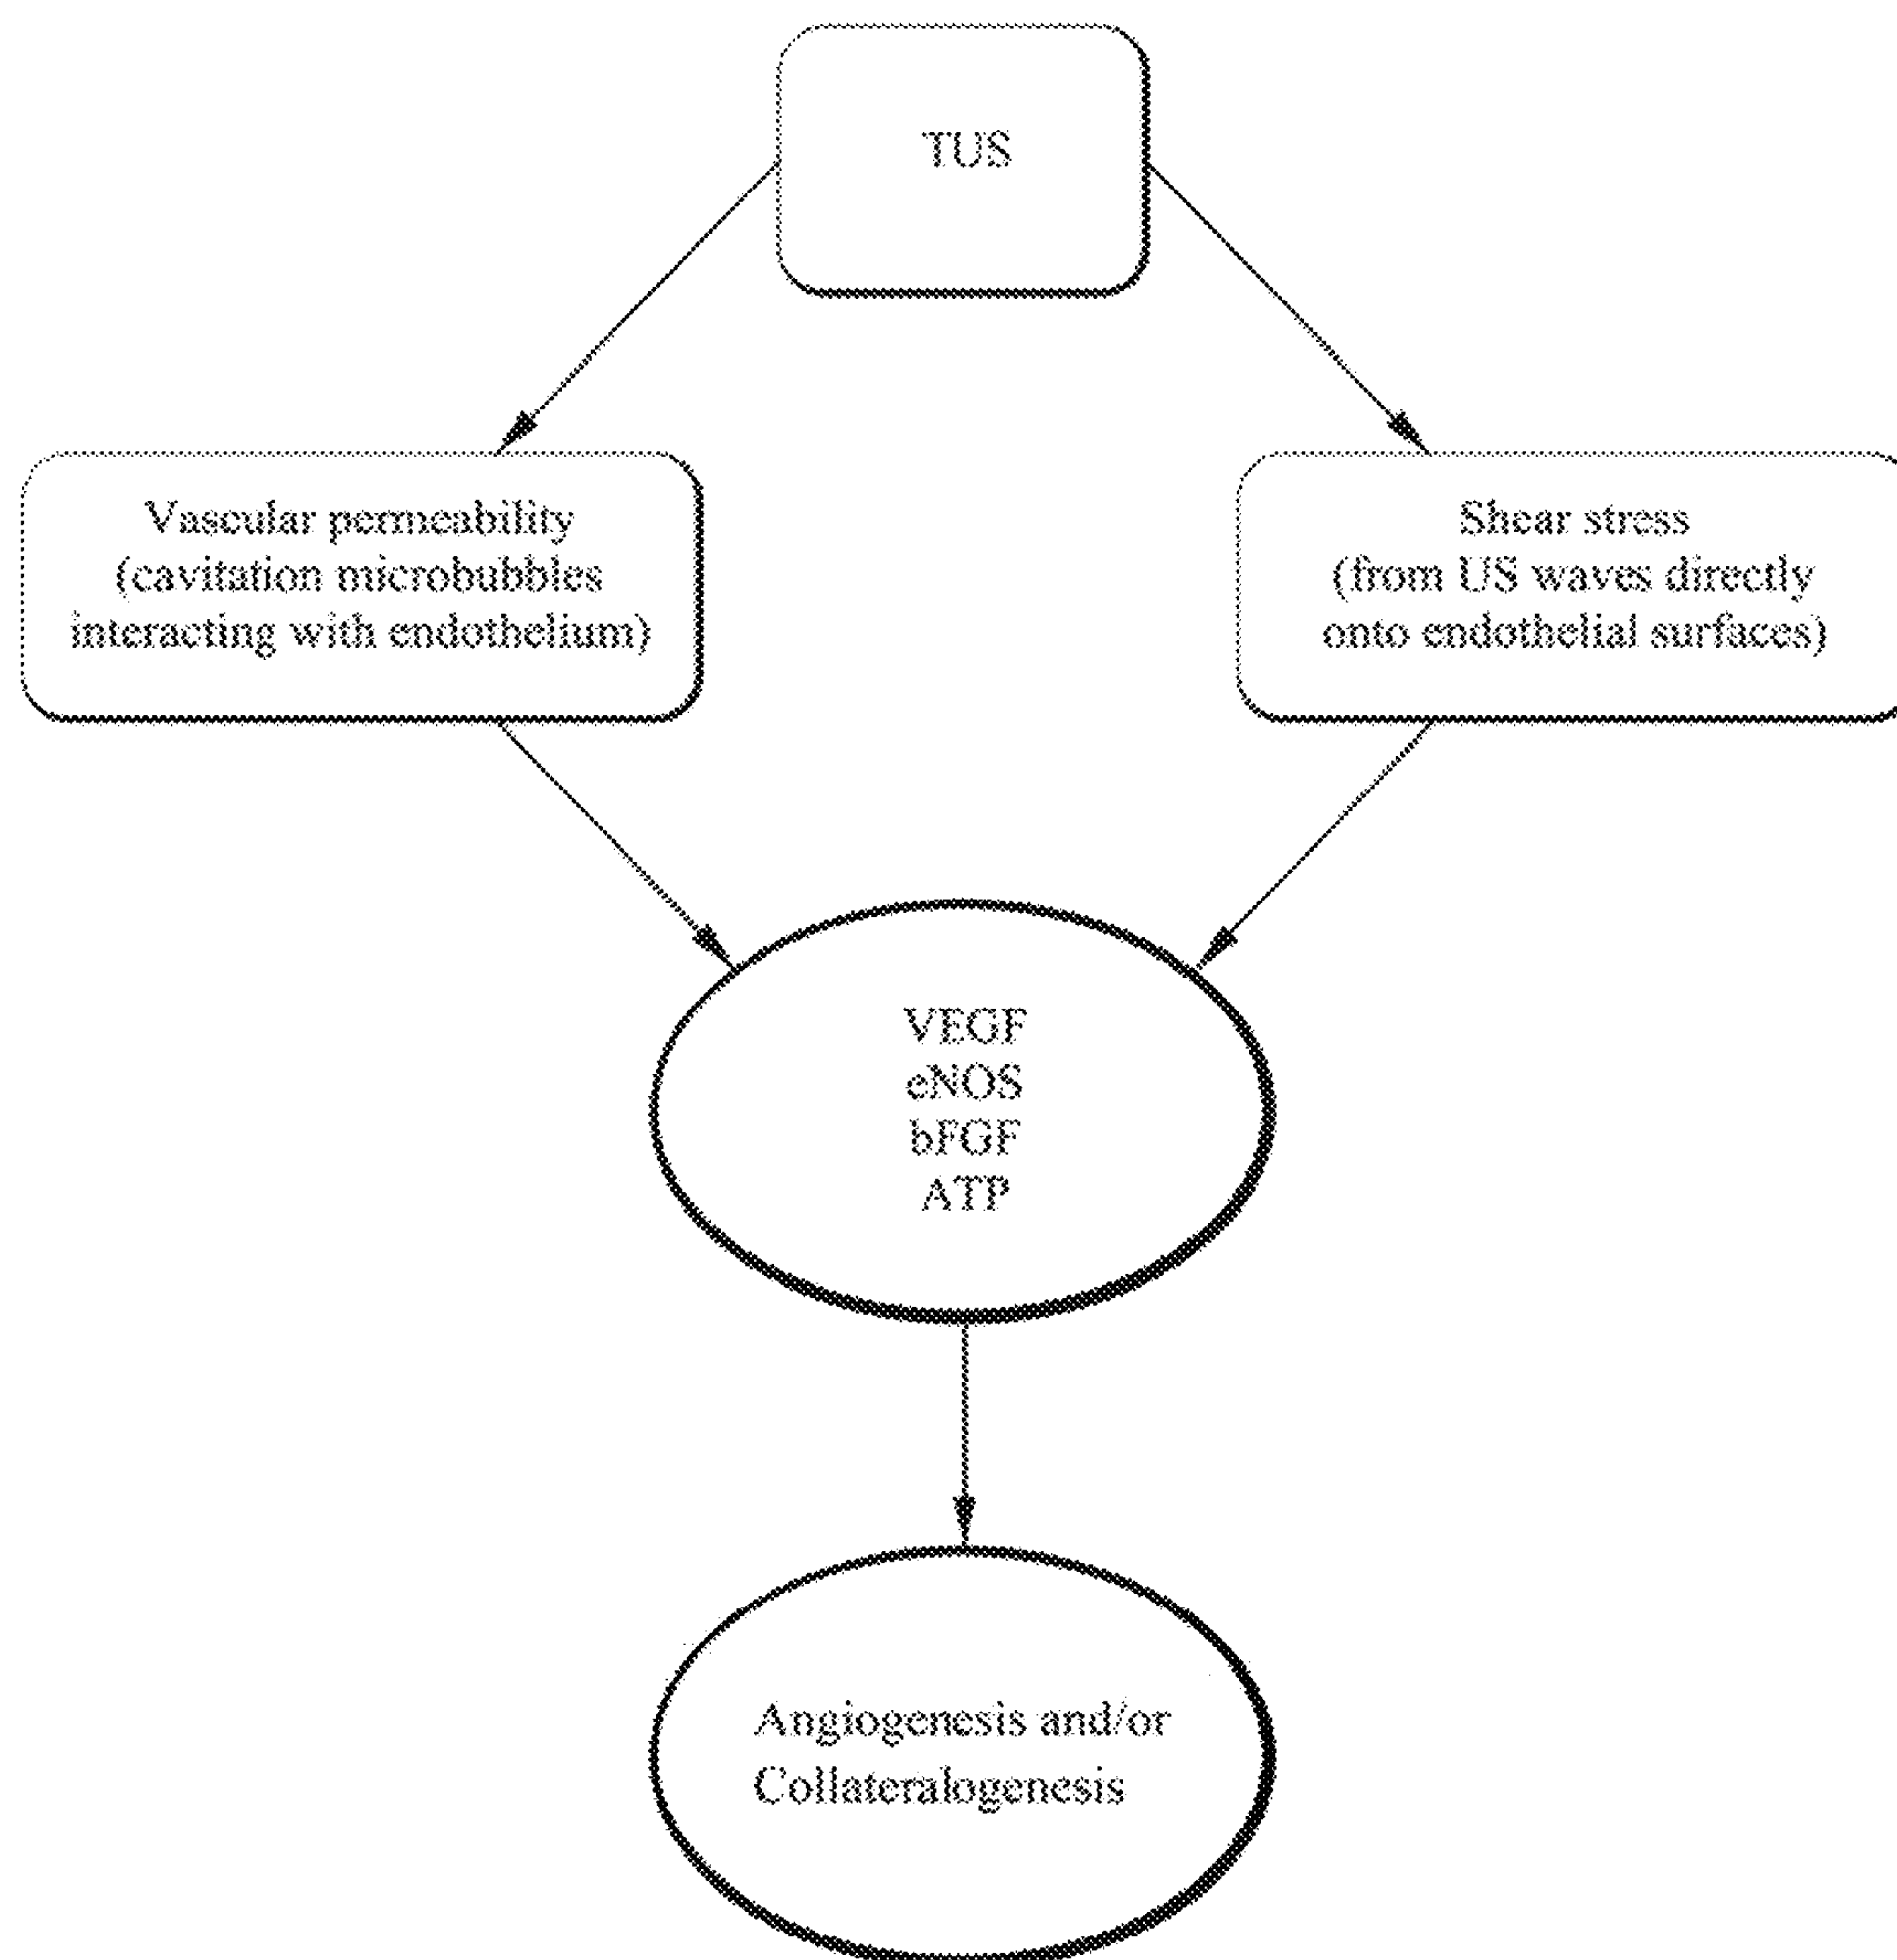 TUS
Vascular permeability
(cavitation microbubbles
interacting with endothelium)
Shear stress
(from US waves directly
onto endothelial surfaces)
VEGF
eNOS
bFGF
ATP
Angiogenesis and/or
Collateralogenesis